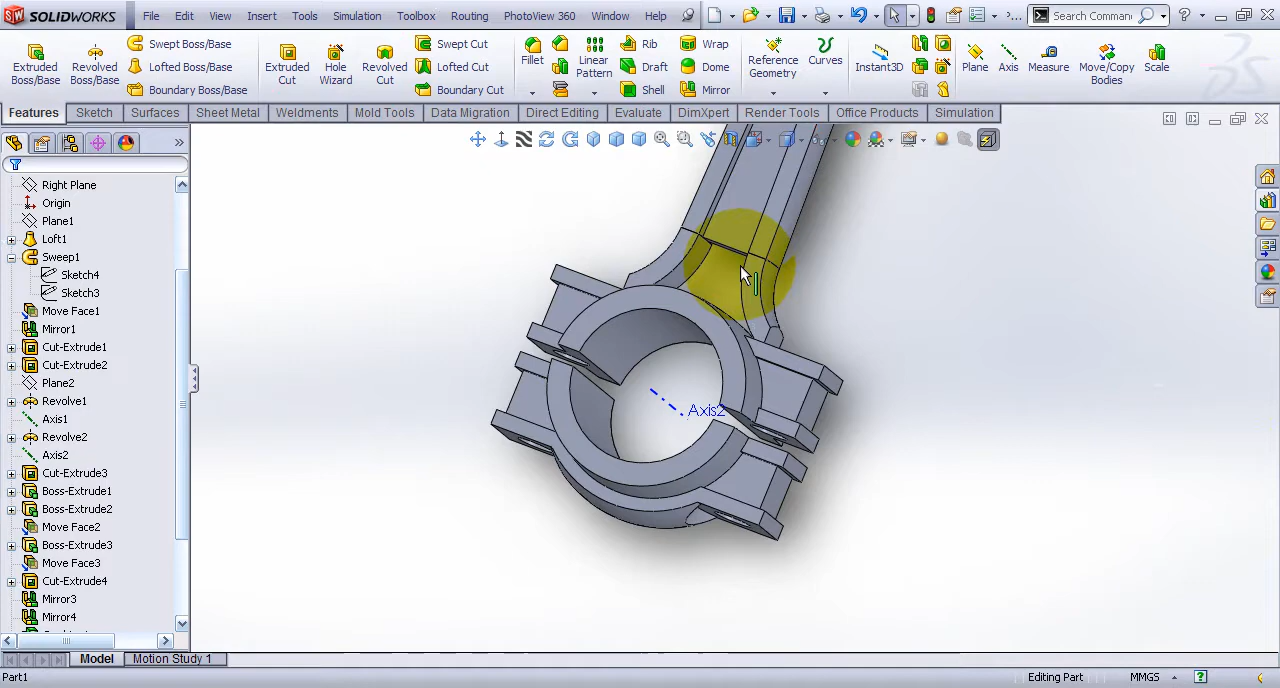 SOLIDWORKS File Edit View Insert Tools Simulation Toolbox Routing PhotoView 360 Window Help ... Search Comman ?
Extruded Boss/Base
Revolved Boss/Base
Swept Boss/Base
Lofted Boss/Base
Boundary Boss/Base
Extruded Cut
Hole Wizard
Revolved Cut
Swept Cut
Lofted Cut
Boundary Cut
Fillet
Linear Pattern
Rib
Draft
Shell
Wrap
Dome
Mirror
Reference Geometry
Curves
Instant3D
Plane
Axis
Measure
Move/Copy Bodies
Scale
Features Sketch Surfaces Sheet Metal Weldments Mold Tools Data Migration Direct Editing Evaluate DimXpert Render Tools Office Products Simulation
»
Right Plane
Origin
Plane1
Loft1
Sweep1
Sketch4
Sketch3
Move Face1
Mirror1
Cut-Extrude1
Cut-Extrude2
Plane2
Revolve1
Axis1
Revolve2
Axis2
Cut-Extrude3
Boss-Extrude1
Boss-Extrude2
Move Face2
Boss-Extrude3
Move Face3
Cut-Extrude4
Mirror3
Mirror4
Axis2
Model Motion Study 1
Part1 Editing Part MMGS ?